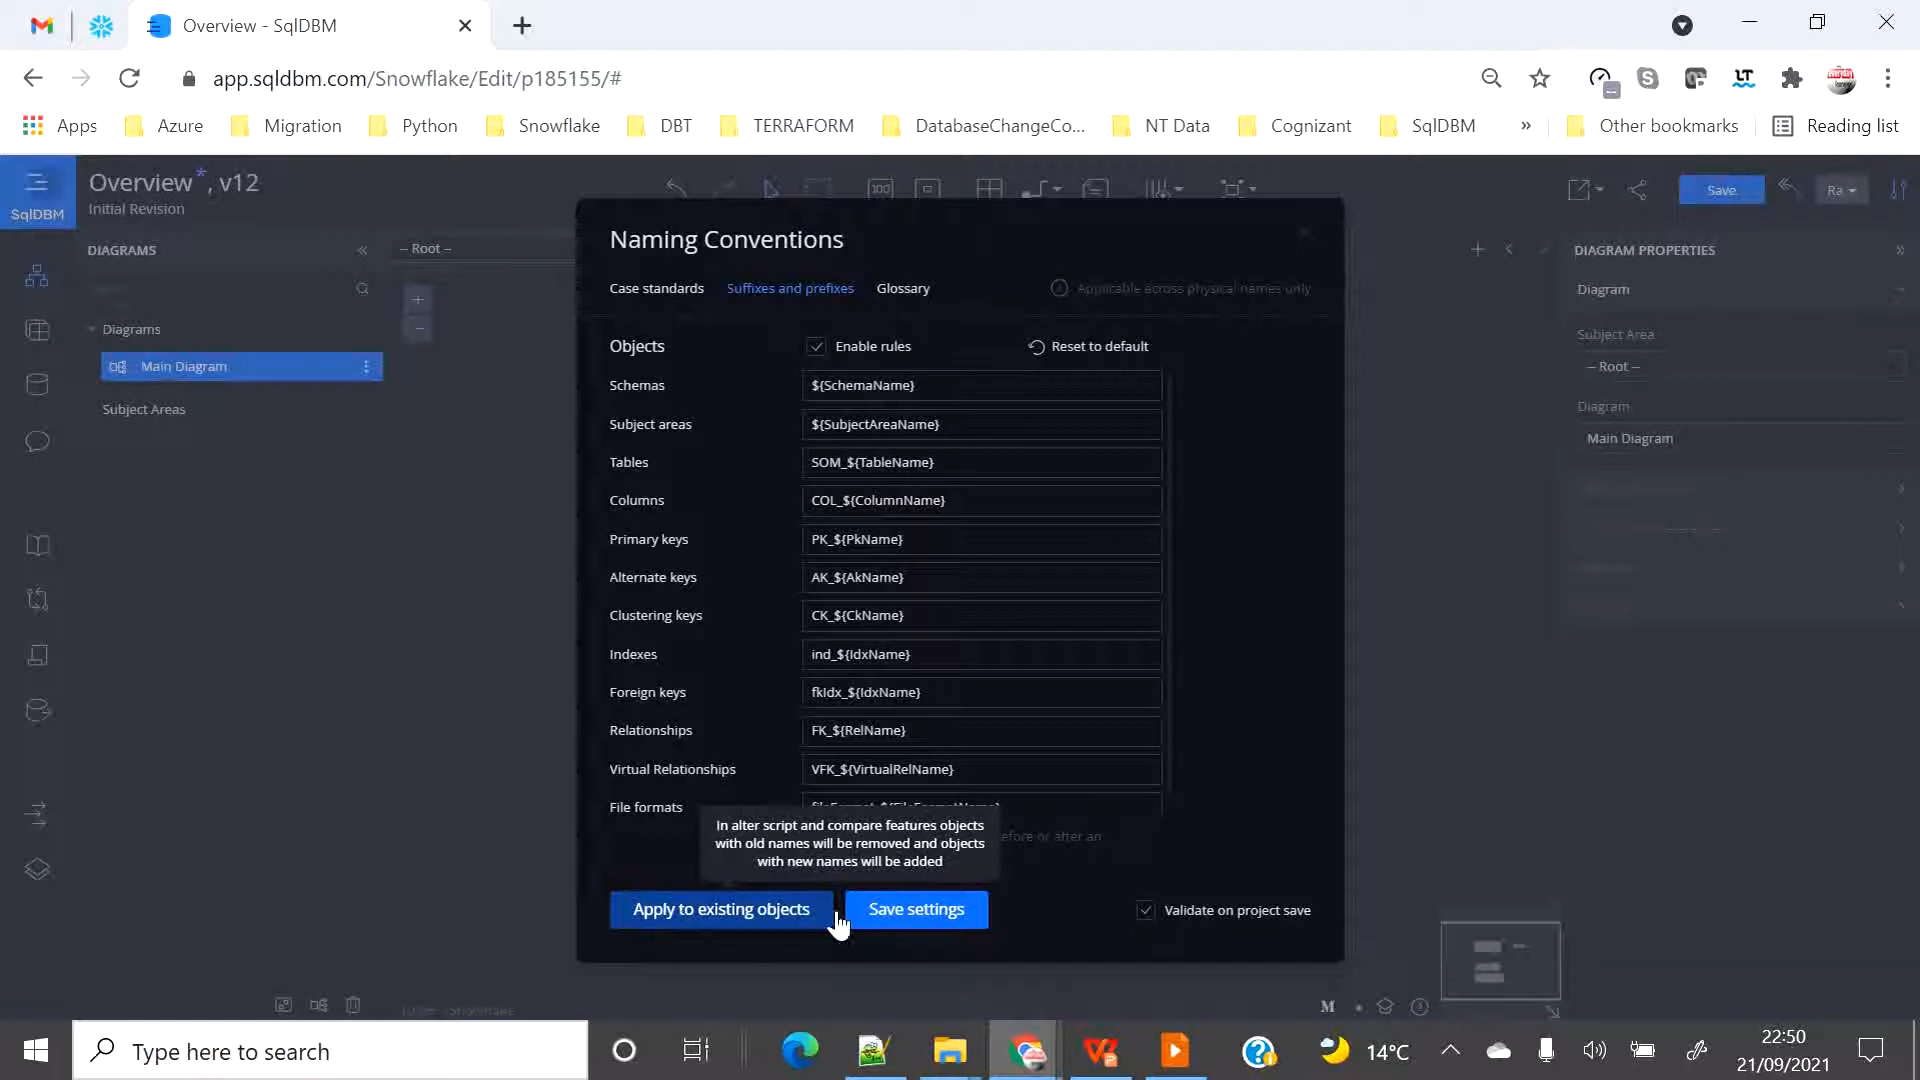 Overview - SqlDBM
app.sqldbm.com/Snowflake/Edit/p185155/#
Apps
Azure
Migration
Python
Snowflake
DBT
TERRAFORM
DatabaseChangeCo...
NT Data
Cognizant
SqlDBM
»
Other bookmarks
Reading list
SqlDBM
Overview*, v12
Initial Revision
Save
Ra
DIAGRAMS
«
– Root –
Diagrams
Main Diagram
Subject Areas
Naming Conventions
Case standards
Suffixes and prefixes
Glossary
Applicable across physical names only
Objects
Enable rules
Reset to default
Schemas
${SchemaName}
Subject areas
${SubjectAreaName}
Tables
SOM_${TableName}
Columns
COL_${ColumnName}
Primary keys
PK_${PkName}
Alternate keys
AK_${AkName}
Clustering keys
CK_${CkName}
Indexes
ind_${IdxName}
Foreign keys
fkIdx_${IdxName}
Relationships
FK_${RelName}
Virtual Relationships
VFK_${VirtualRelName}
File formats
In alter script and compare features objects
with old names will be removed and objects
with new names will be added
before or after an
Apply to existing objects
Save settings
Validate on project save
DIAGRAM PROPERTIES
»
Diagram
Subject Area
– Root –
Diagram
Main Diagram
M
Type here to search
14°C
22:50
21/09/2021